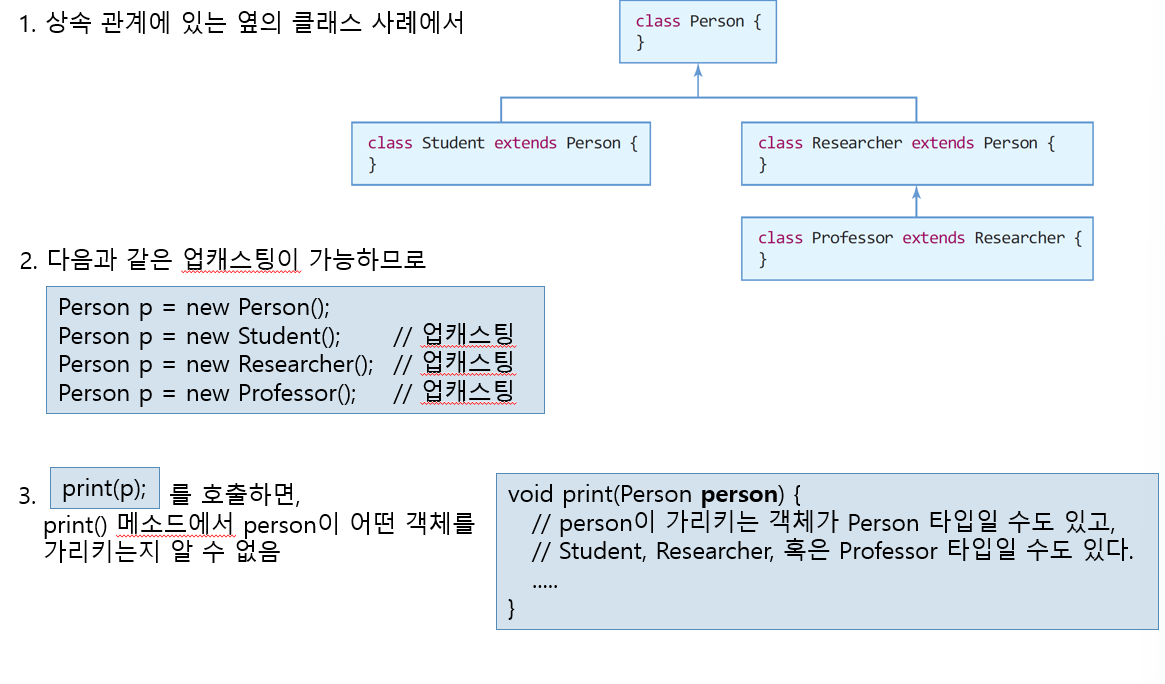 1. 상속 관계에 있는 옆의 클래스 사례에서
class Person {
}
class Student extends Person {
}
class Researcher extends Person {
}
class Professor extends Researcher {
}
2. 다음과 같은 업캐스팅이 가능하므로
Person p = new Person();
Person p = new Student(); // 업캐스팅
Person p = new Researcher(); // 업캐스팅
Person p = new Professor(); // 업캐스팅
3. print(p); 를 호출하면,
print() 메소드에서 person이 어떤 객체를
가리키는지 알 수 없음
void print(Person person) {
// person이 가리키는 객체가 Person 타입일 수도 있고,
// Student, Researcher, 혹은 Professor 타입일 수도 있다.
.....
}